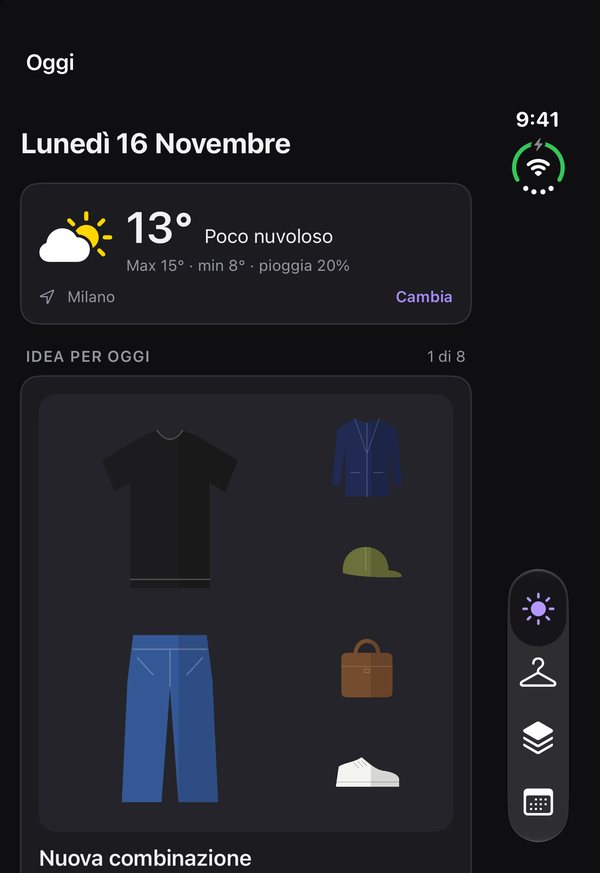 Oggi
9:41
Lunedì 16 Novembre
13° Poco nuvoloso
Max 15° · min 8° · pioggia 20%
Milano
Cambia
IDEA PER OGGI
1 di 8
Nuova combinazione